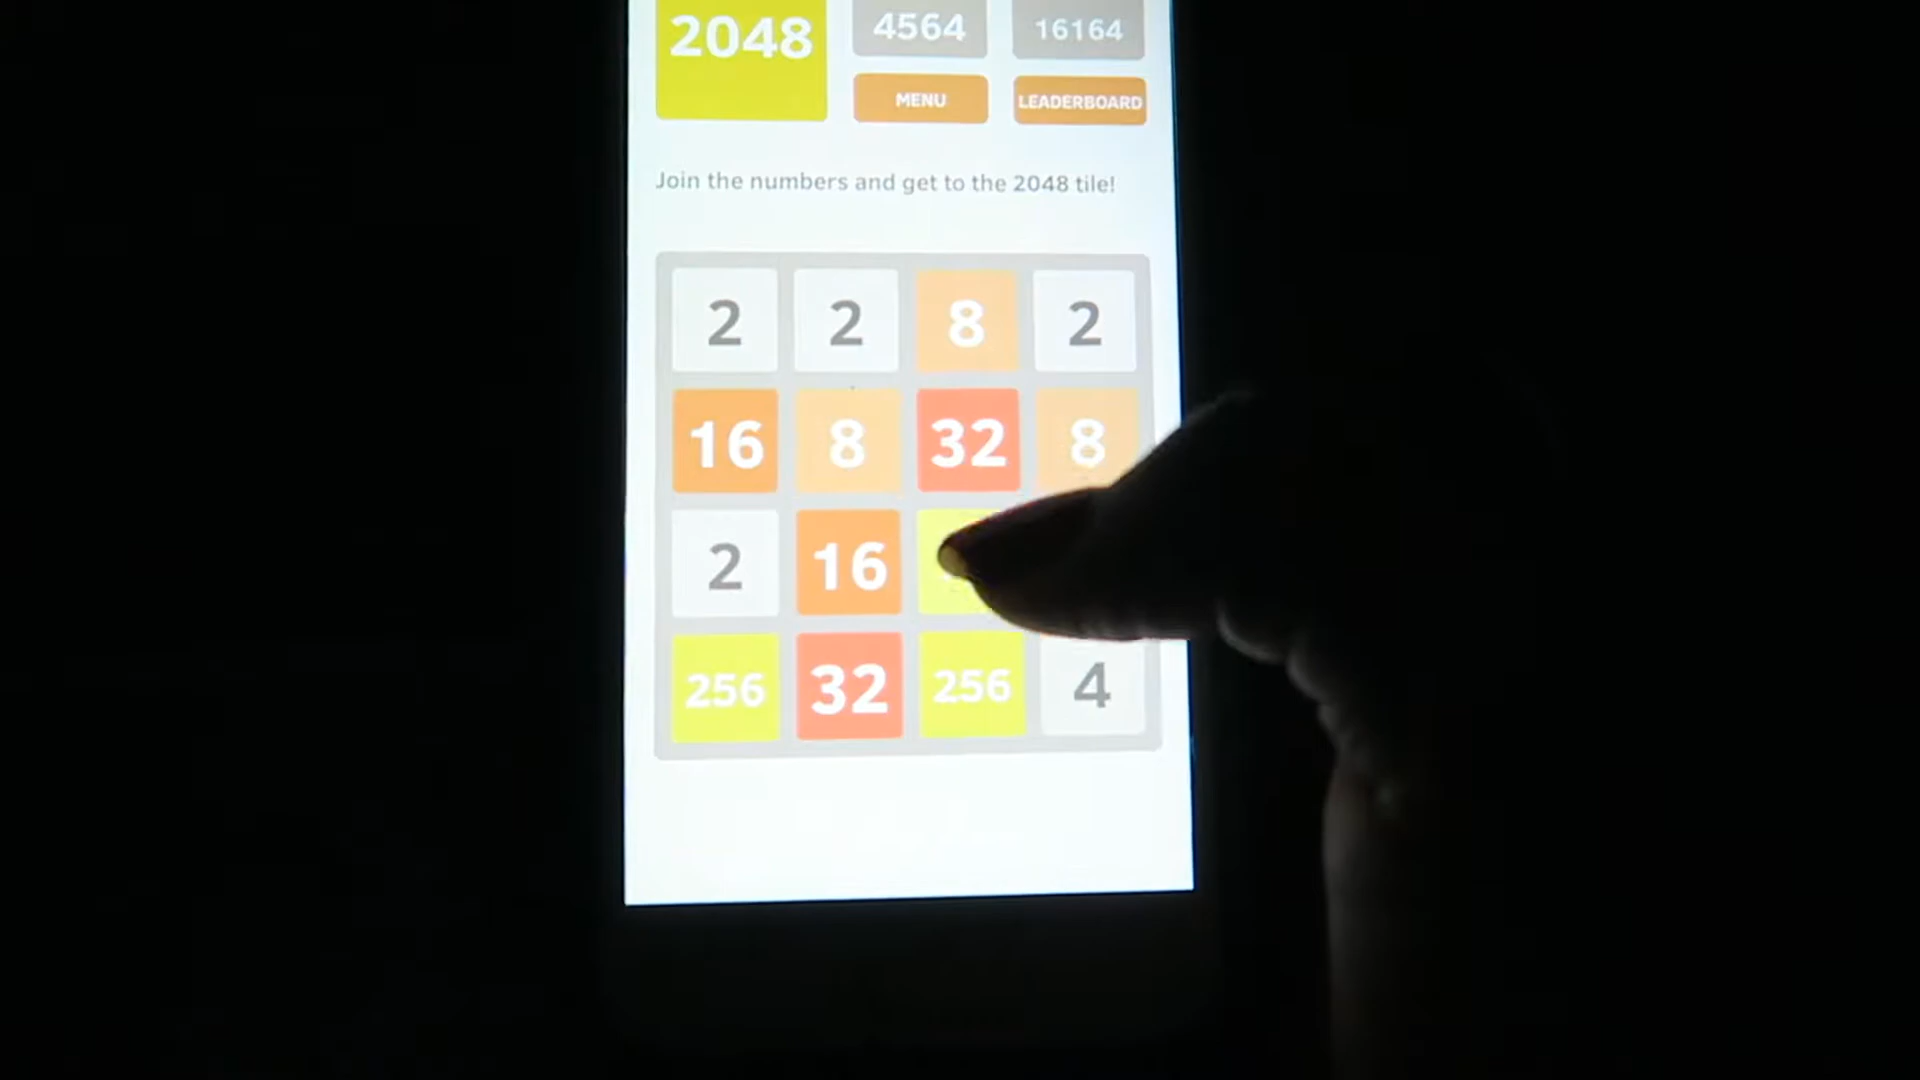 2048 4564 16164
MENU LEADERBOARD
Join the numbers and get to the 2048 tile!
2 2 8 2
16 8 32 8
2 16
256 32 256 4